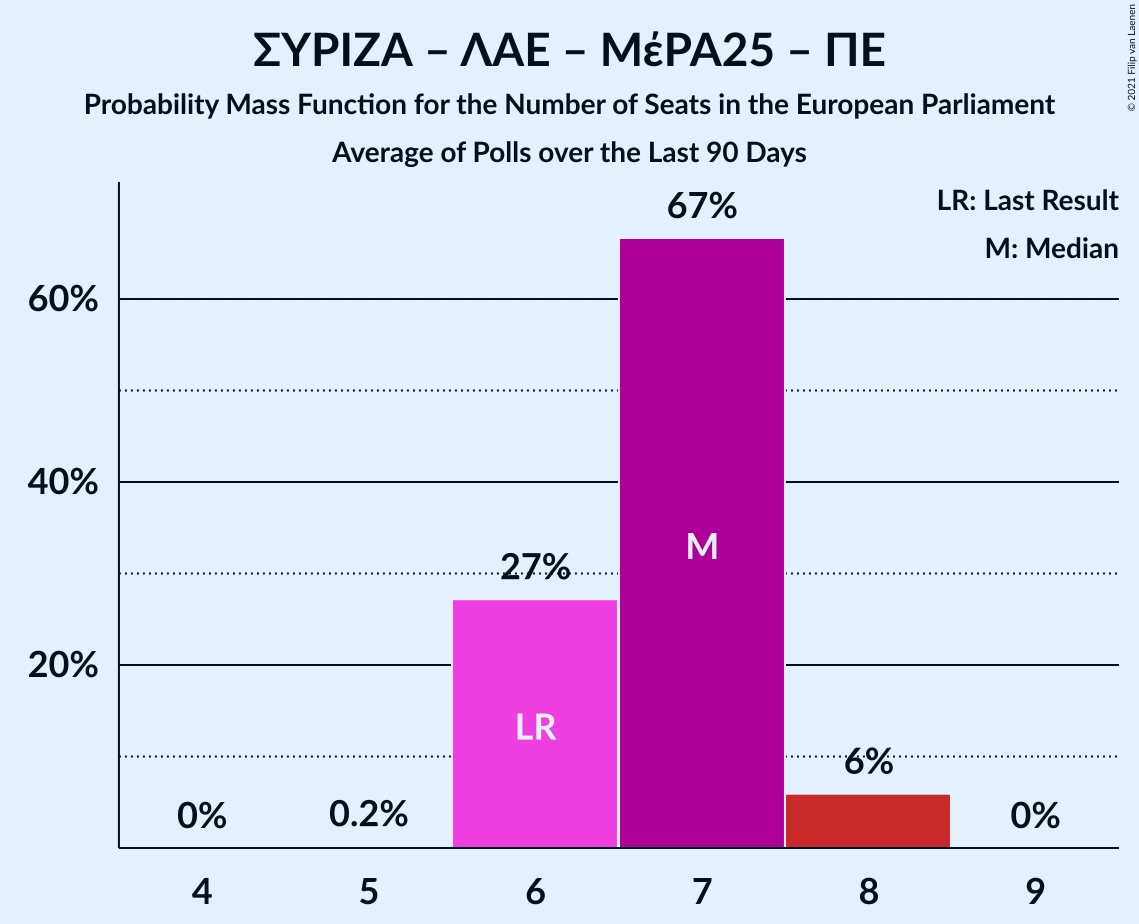 ΣΥΡΙΖΑ – ΛΑΕ – ΜέΡΑ25 – ΠΕ
Probability Mass Function for the Number of Seats in the European Parliament
Average of Polls over the Last 90 Days
© 2021 Filip van Laenen
LR: Last Result
M: Median
67%
60%
40%
27%
20%
M
LR
6%
0%
0.2%
0%
4 5 6 7 8 9